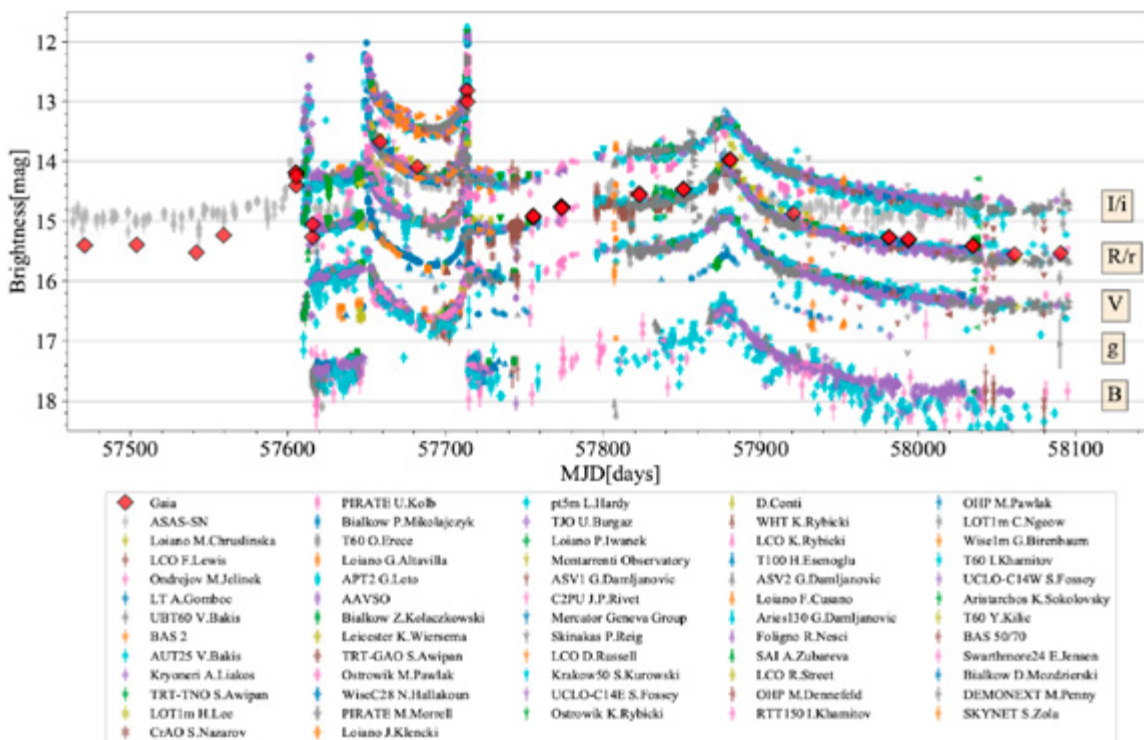 12
13
14
15
16
17
18
Brightness[mag]
I/i
R/r
V
g
B
57500 57600 57700 57800 57900 58000 58100
MJD[days]
Gaia PIRATE U.Kolb pt5m L.Hardy D.Conti OHP M.Pawlak
ASAS-SN Bialkow P.Mikolajczyk TJO U.Burgaz WHT K.Rybicki LOT1m C.Ngeow
Loiano M.Chruslinska T60 O.Erece Loiano P.Iwanek LCO K.Rybicki Wise1m G.Birenbaum
LCO F.Lewis Loiano G.Altavilla Montarrenti Observatory T100 H.Esenoglu T60 I.Khamitov
Ondrejov M.Jelinek APT2 G.Leto ASV1 G.Damljanovic ASV2 G.Damljanovic UCLO-C14W S.Fossey
LT A.Gomboc AAVSO C2PU J.P.Rivet Loiano F.Cusano Aristarchos K.Sokolovsky
UBT60 V.Bakis Bialkow Z.Kolaczkowski Mercator Geneva Group Aries130 G.Damljanovic T60 Y.Kilic
BAS 2 Leicester K.Wiersema Skinakas P.Reig Foligno R.Nesci BAS 50/70
AUT25 V.Bakis TRT-GAO S.Awipan LCO D.Russell SAI A.Zubareva Swarthmore24 E.Jensen
Kryoneri A.Liakos Ostrowik M.Pawlak Krakow50 S.Kurowski LCO R.Street Bialkow D.Mozdzierski
TRT-TNO S.Awipan WiseC28 N.Hallakoun UCLO-C14E S.Fossey OHP M.Dennefeld DEMONEXT M.Penny
LOT1m H.Lee PIRATE M.Morrell Ostrowik K.Rybicki RTT150 I.Khamitov SKYNET S.Zola
CrAO S.Nazarov Loiano J.Klencki